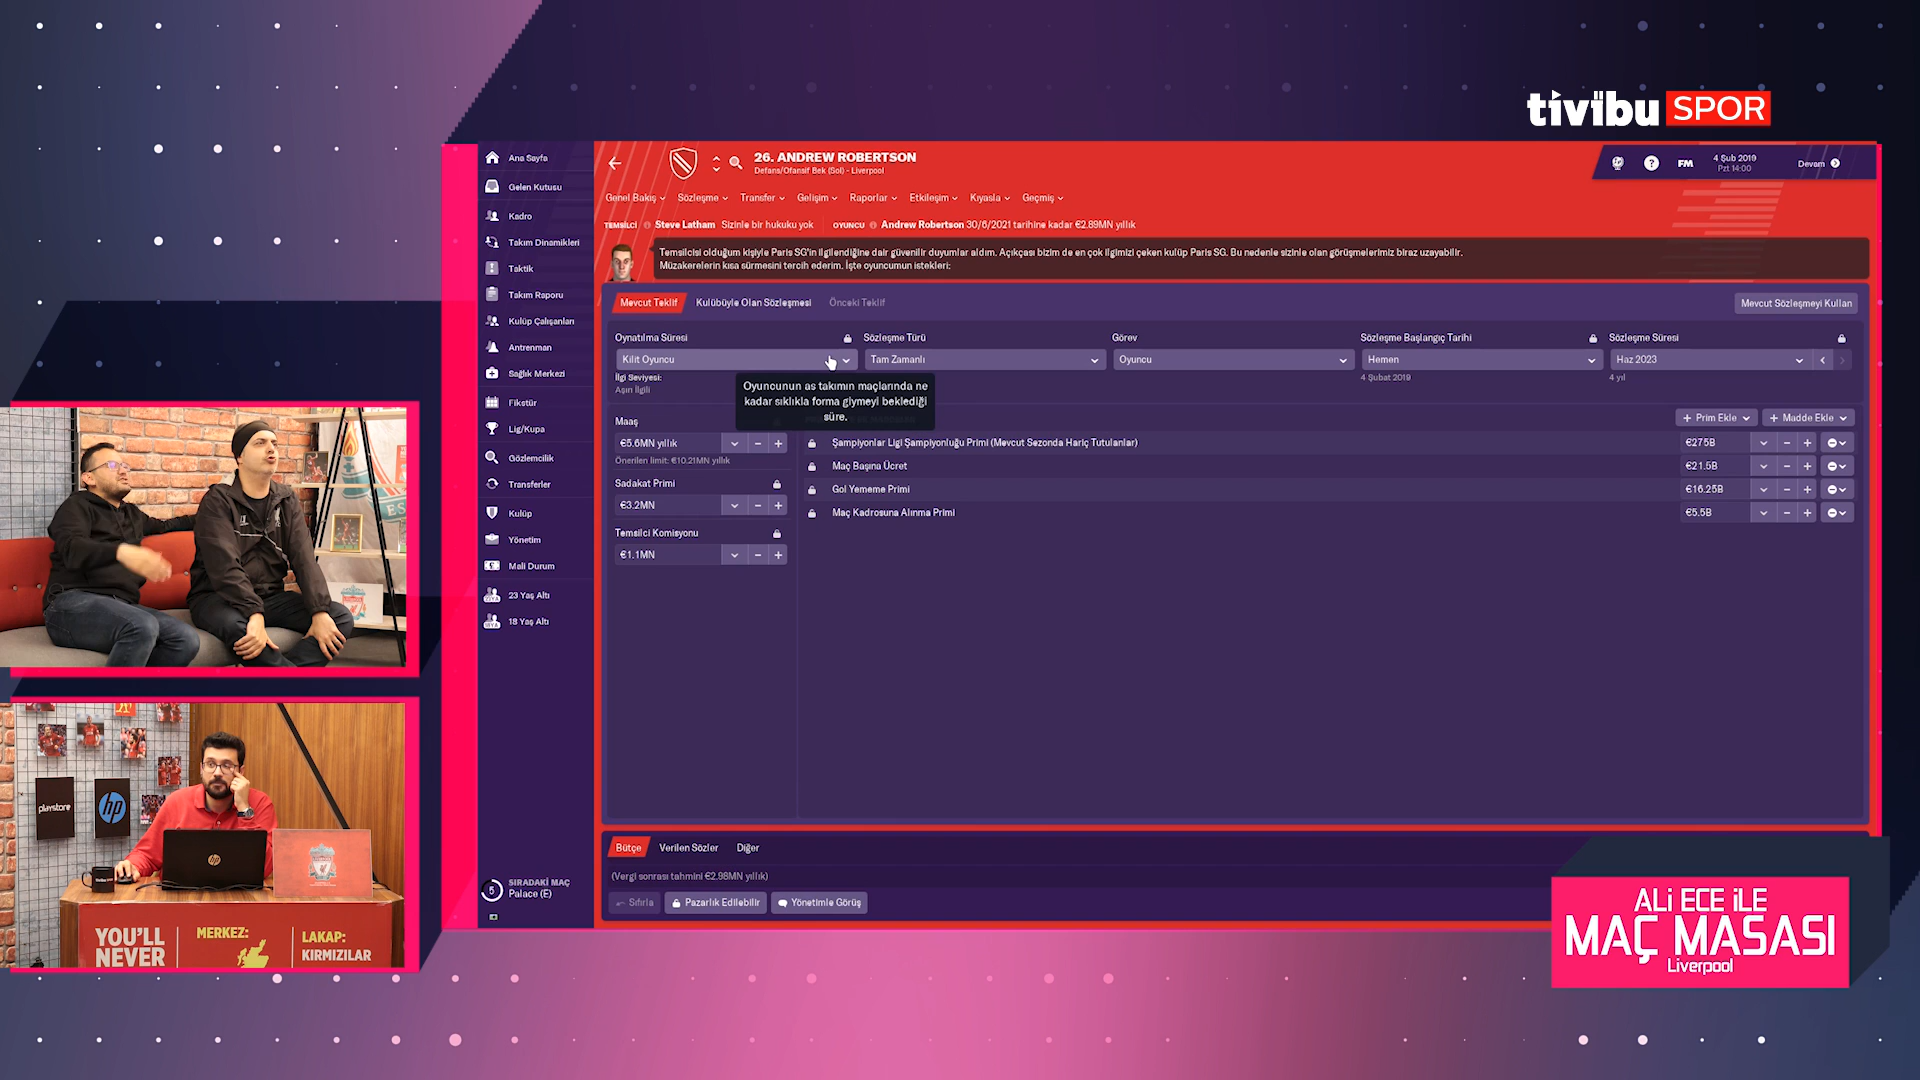 tivibu SPOR
Ana Sayfa
Gelen Kutusu
Kadro
Takım Dinamikleri
Taktik
Takım Raporu
Kulüp Çalışanları
Antrenman
Sağlık Merkezi
Fikstür
Lig/Kupa
Gözlemcilik
Transferler
Kulüp
Yönetim
Mali Durum
23 Yaş Altı
18 Yaş Altı
5 SIRADAKİ MAÇ
Palace (E)
26. ANDREW ROBERTSON
Defans/Ofansif Bek (Sol) - Liverpool
FM
4 Şub 2019
Pzt 14:00
Devam
Genel Bakış Sözleşme Transfer Gelişim Raporlar Etkileşim Kıyasla Geçmiş
TEMSİLCİ Steve Latham Sizinle bir hukuku yok OYUNCU Andrew Robertson 30/6/2021 tarihine kadar €2.89MN yıllık
Temsilcisi olduğum kişiyle Paris SG'in ilgilendiğine dair güvenilir duyumlar aldım. Açıkçası bizim de en çok ilgimizi çeken kulüp Paris SG. Bu nedenle sizinle olan görüşmelerimiz biraz uzayabilir.
Müzakerelerin kısa sürmesini tercih ederim. İşte oyuncumun istekleri:
Mevcut Teklif Kulübüyle Olan Sözleşmesi Önceki Teklif Mevcut Sözleşmeyi Kullan
Oynatılma Süresi Sözleşme Türü Görev Sözleşme Başlangıç Tarihi Sözleşme Süresi
Kilit Oyuncu Tam Zamanlı Oyuncu Hemen Haz 2023
İlgi Seviyesi: 4 Şubat 2019 4 yıl
Aşırı İlgili
Oyuncunun as takımın maçlarında ne
kadar sıklıkla forma giymeyi beklediği
süre.
Maaş
€5.6MN yıllık
Önerilen limit: €10.21MN yıllık
Sadakat Primi
€3.2MN
Temsilci Komisyonu
€1.1MN
+ Prim Ekle + Madde Ekle
Şampiyonlar Ligi Şampiyonluğu Primi (Mevcut Sezonda Hariç Tutulanlar) €275B
Maç Başına Ücret €21.5B
Gol Yememe Primi €16.25B
Maç Kadrosuna Alınma Primi €5.5B
Bütçe Verilen Sözler Diğer
(Vergi sonrası tahmini €2.98MN yıllık)
Sıfırla Pazarlık Edilebilir Yönetimle Görüş
playstore
hp
hp
YOU'LL
NEVER
MERKEZ:
LAKAP:
KIRMIZILAR
ALİ ECE İLE
MAÇ MASASI
Liverpool